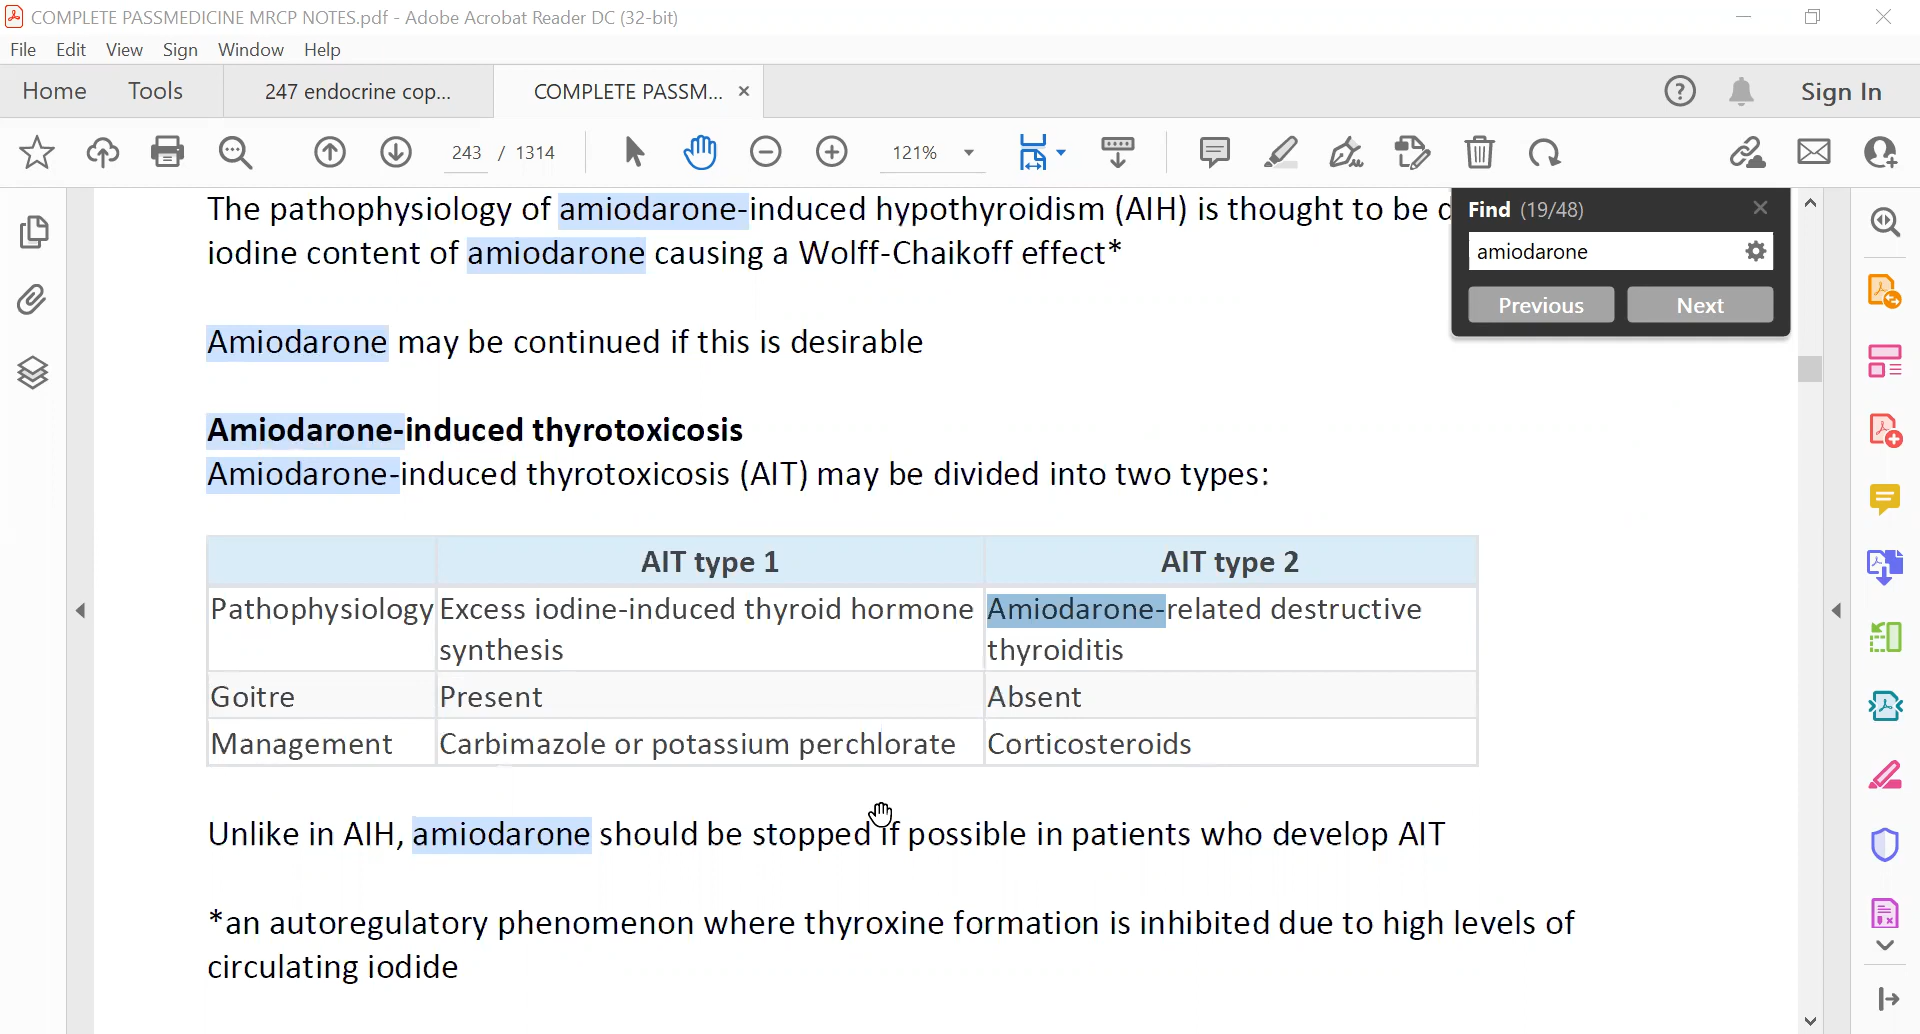 COMPLETE PASSMEDICINE MRCP NOTES.pdf - Adobe Acrobat Reader DC (32-bit)
File Edit View Sign Window Help
Home Tools 247 endocrine cop... COMPLETE PASSM... × Sign In
243 / 1314 121%
Find (19/48)
amiodarone
Previous Next
The pathophysiology of amiodarone-induced hypothyroidism (AIH) is thought to be
iodine content of amiodarone causing a Wolff-Chaikoff effect*
Amiodarone may be continued if this is desirable
Amiodarone-induced thyrotoxicosis
Amiodarone-induced thyrotoxicosis (AIT) may be divided into two types:
AIT type 1 AIT type 2
Pathophysiology Excess iodine-induced thyroid hormone Amiodarone-related destructive
synthesis thyroiditis
Goitre Present Absent
Management Carbimazole or potassium perchlorate Corticosteroids
Unlike in AIH, amiodarone should be stopped if possible in patients who develop AIT
*an autoregulatory phenomenon where thyroxine formation is inhibited due to high levels of
circulating iodide